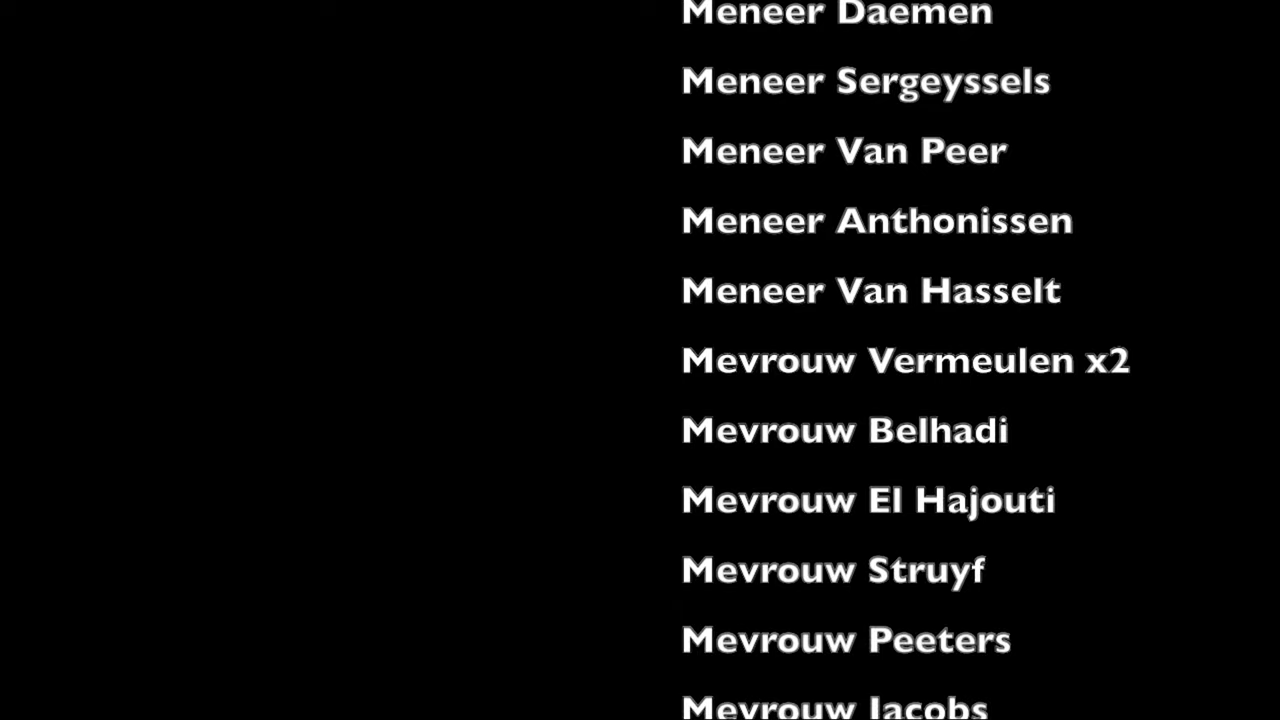 Meneer Daemen
Meneer Sergeyssels
Meneer Van Peer
Meneer Anthonissen
Meneer Van Hasselt
Mevrouw Vermeulen x2
Mevrouw Belhadi
Mevrouw El Hajouti
Mevrouw Struyf
Mevrouw Peeters
Mevrouw Jacobs